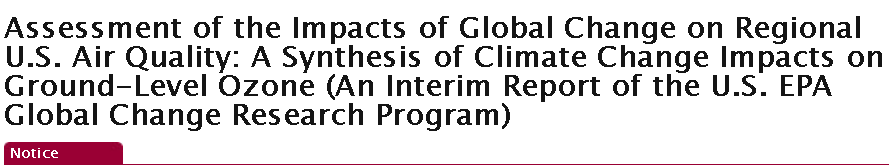 Assessment of the Impacts of Global Change on Regional
U.S. Air Quality: A Synthesis of Climate Change Impacts on
Ground-Level Ozone (An Interim Report of the U.S. EPA
Global Change Research Program)
Notice